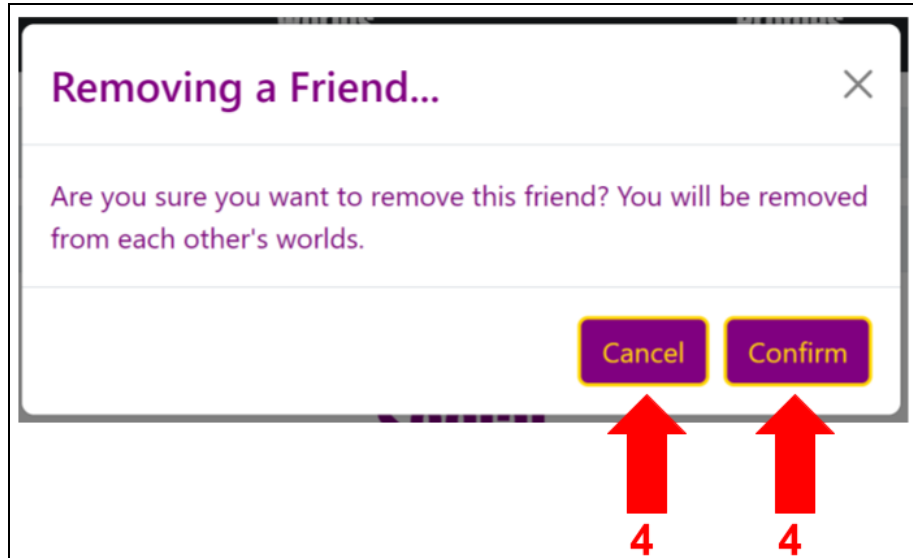 Removing a Friend...
Are you sure you want to remove this friend? You will be removed
from each other's worlds.
Cancel Confirm
4 4